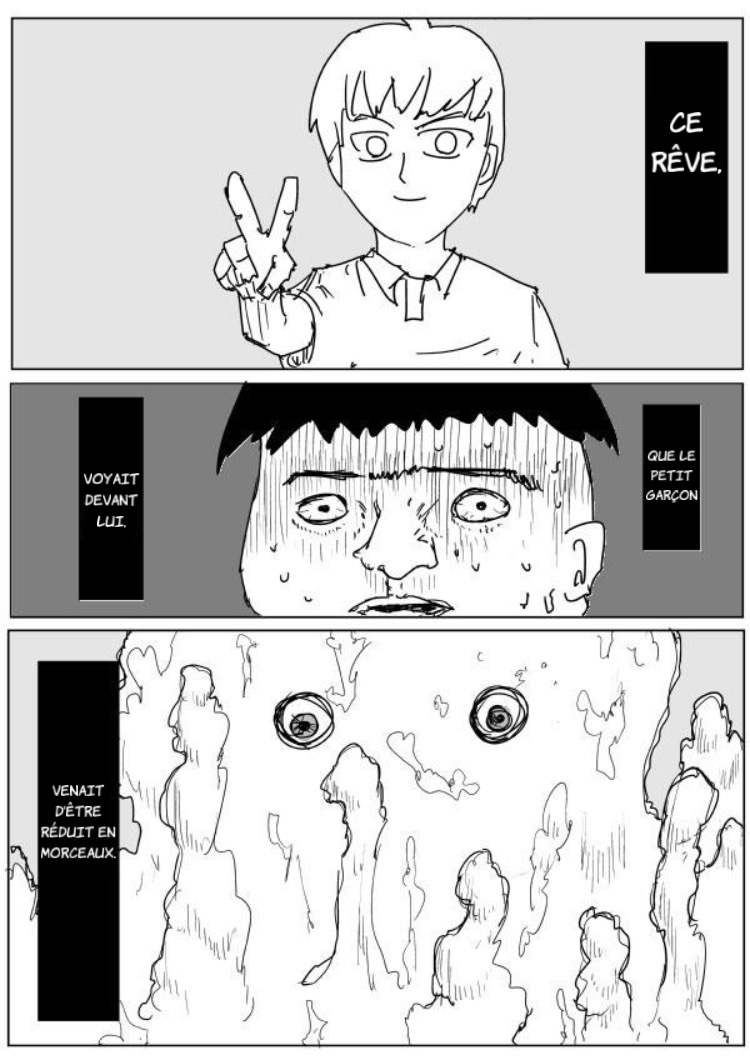 CE
RÊVE,
QUE LE
PETIT
GARÇON
VOYAIT
DEVANT
LUI,
VENAIT
D'ÊTRE
RÉDUIT EN
MORCEAUX.